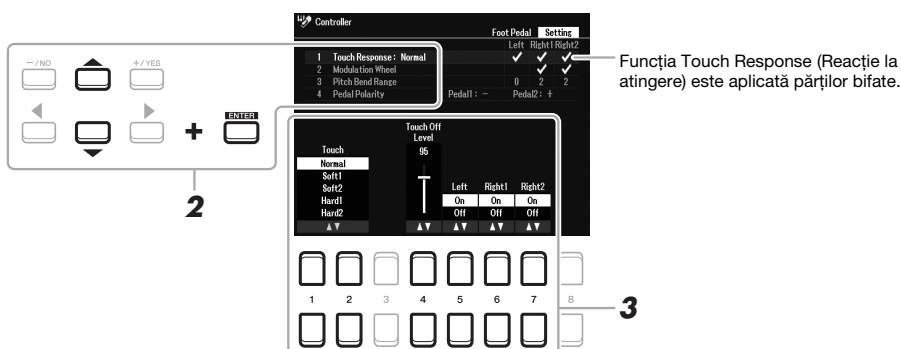 Controller
Foot Pedal Setting
Left Right1 Right2
1 Touch Response: Normal
2 Modulation Wheel
3 Pitch Bend Range 0 2 2
4 Pedal Polarity Pedal1: – Pedal2: +
Funcția Touch Response (Reacție la
atingere) este aplicată părților bifate.
–/NO +/YES
+ ENTER
2
Touch Off
Level
95
Touch
Normal
Soft1
Soft2
Hard1
Hard2
Left Right1 Right2
On On On
Off Off Off
1 2 3 4 5 6 7 8
3